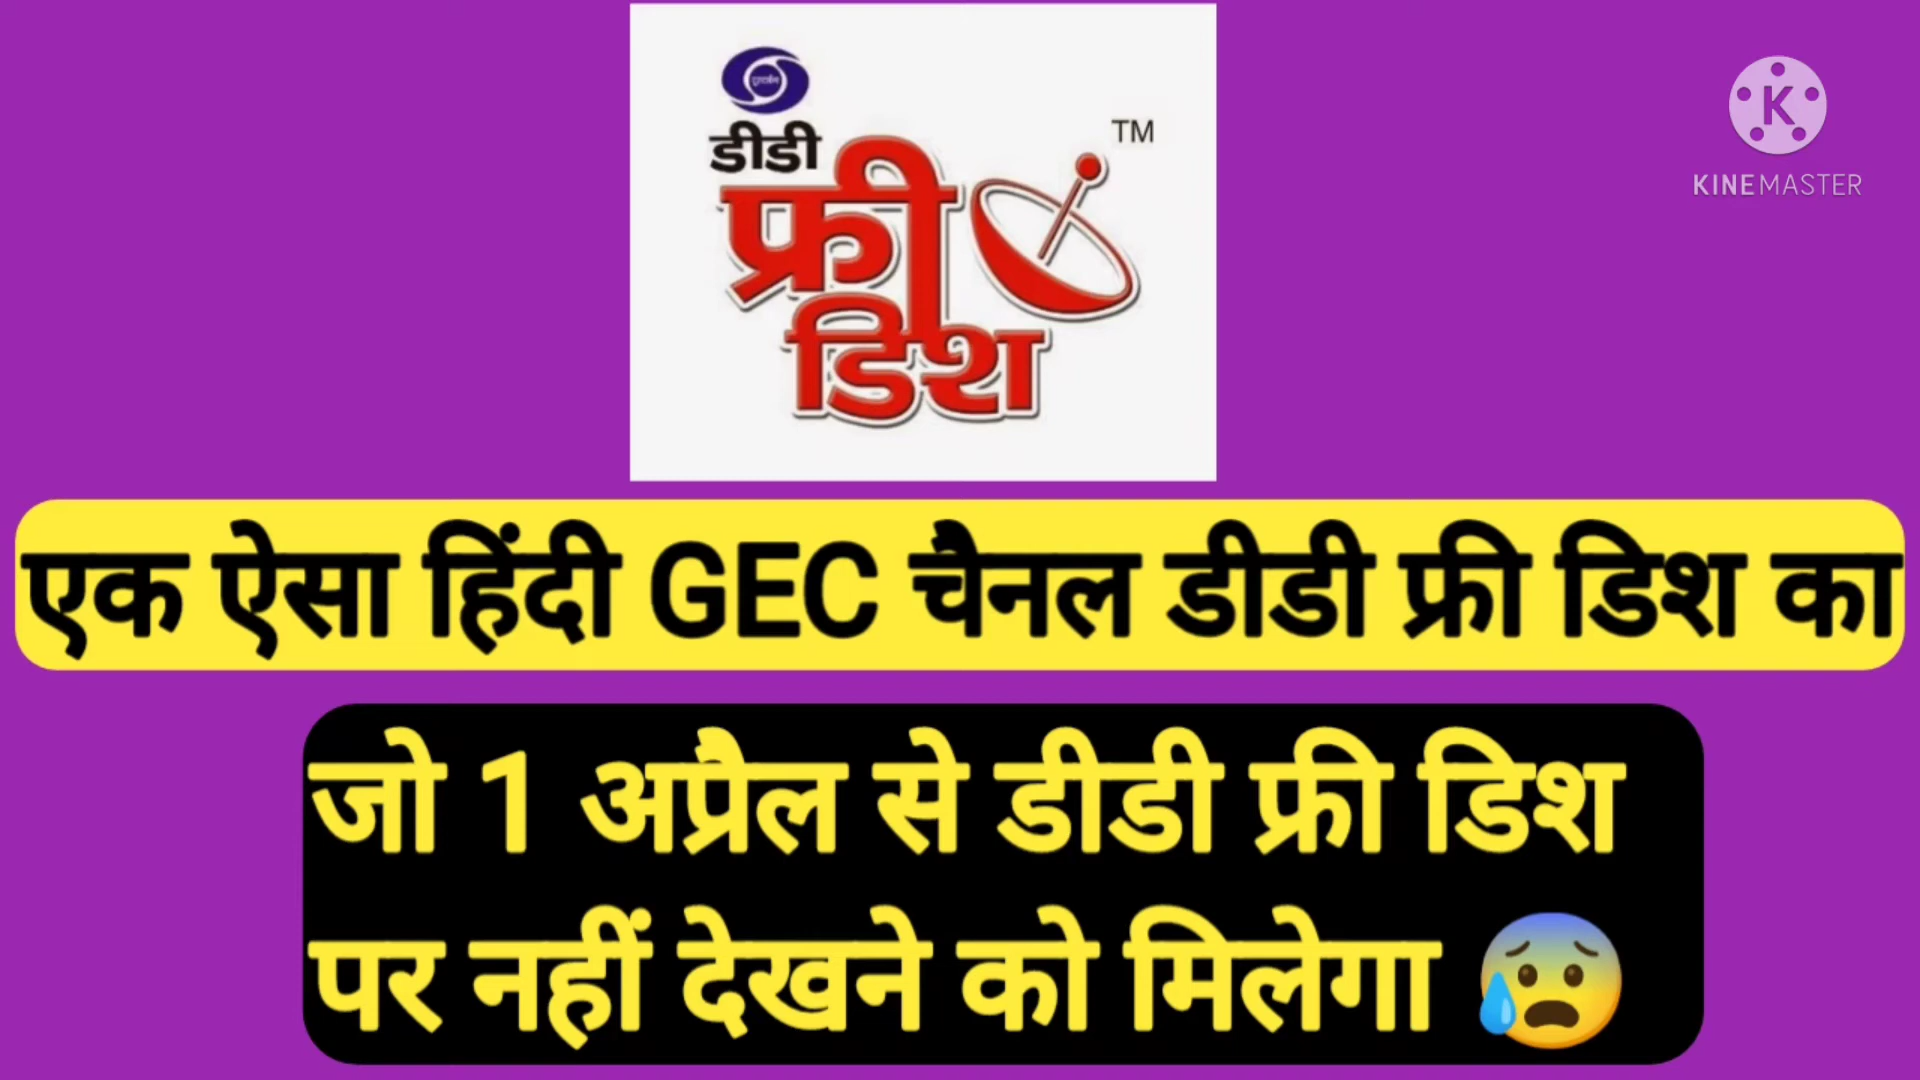 डीडी
TM
फ्री
डिश
K
KINEMASTER
एक ऐसा हिंदी GEC चैनल डीडी फ्री डिश का
जो 1 अप्रैल से डीडी फ्री डिश
पर नहीं देखने को मिलेगा 😰